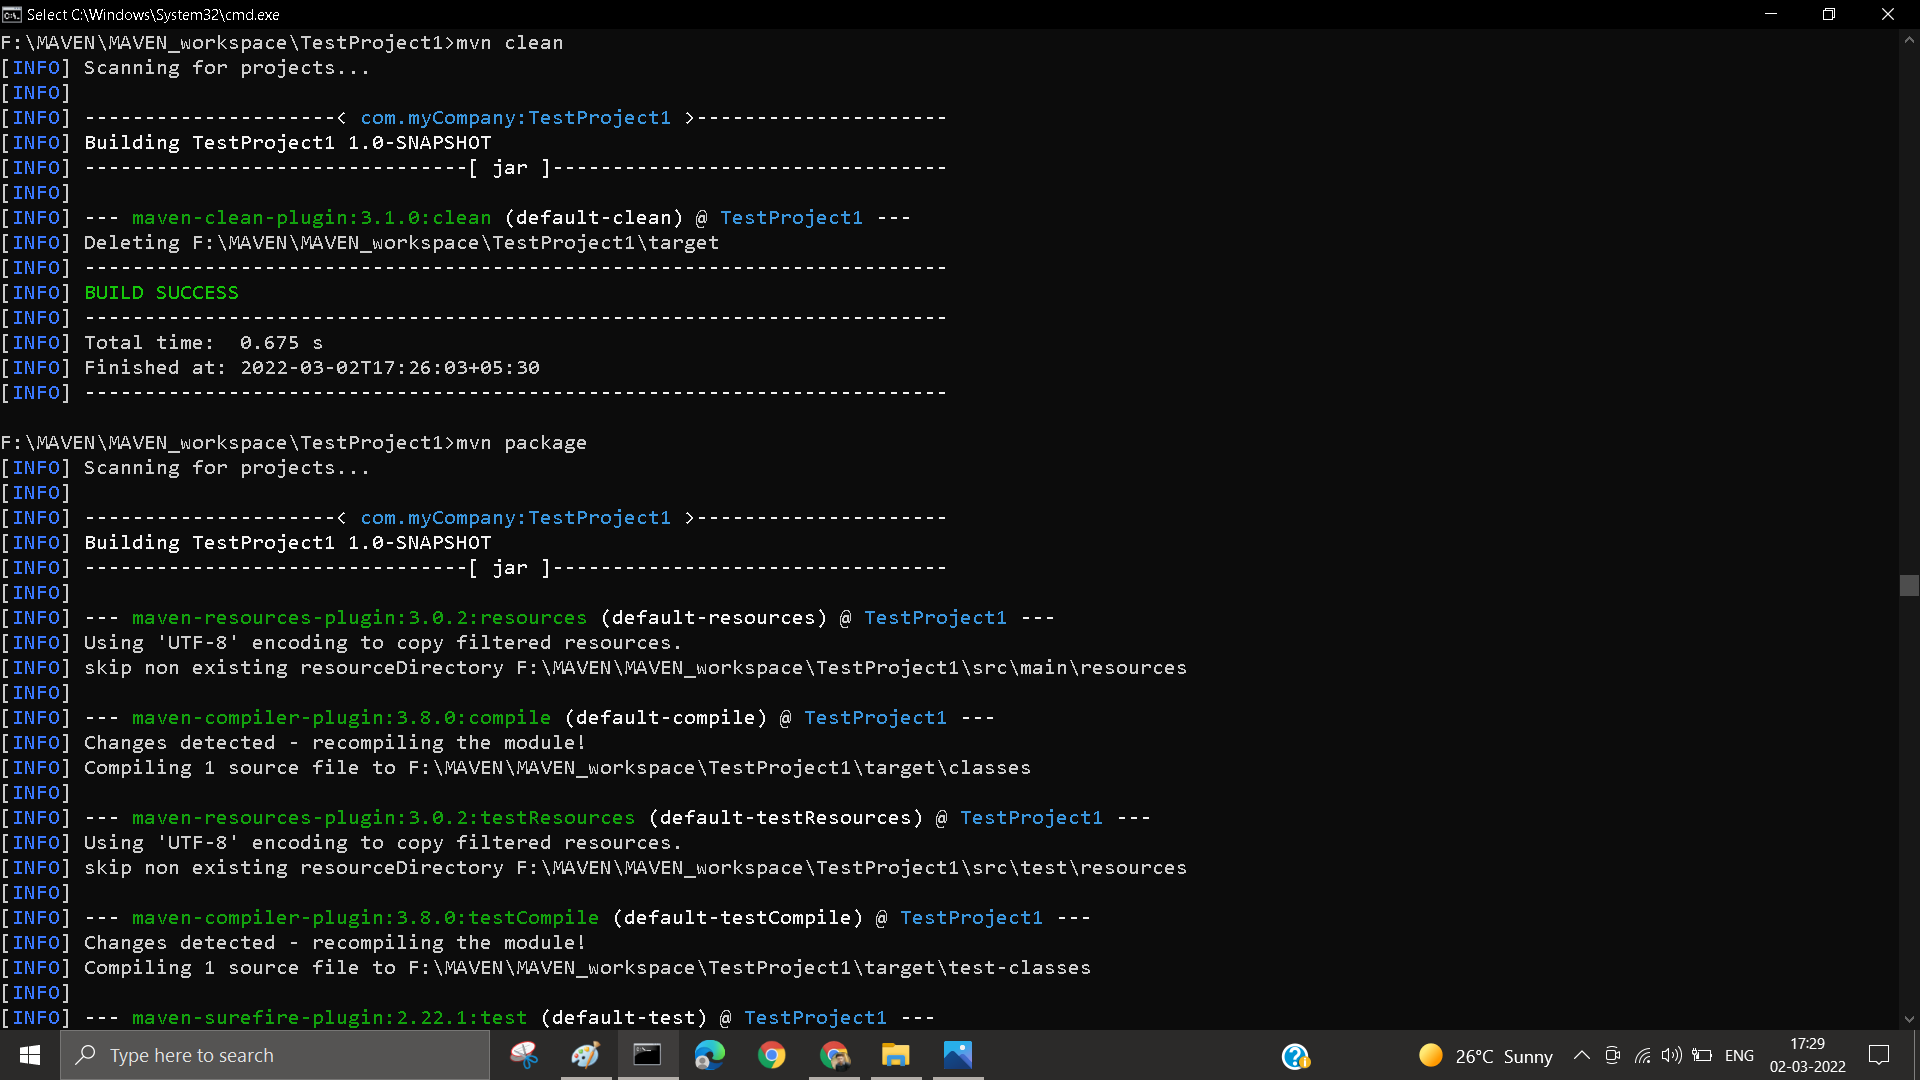 Select C:\Windows\System32\cmd.exe
F:\MAVEN\MAVEN_workspace\TestProject1>mvn clean
[INFO] Scanning for projects...
[INFO]
[INFO] ---------------------< com.myCompany:TestProject1 >---------------------
[INFO] Building TestProject1 1.0-SNAPSHOT
[INFO] --------------------------------[ jar ]---------------------------------
[INFO]
[INFO] --- maven-clean-plugin:3.1.0:clean (default-clean) @ TestProject1 ---
[INFO] Deleting F:\MAVEN\MAVEN_workspace\TestProject1\target
[INFO] ------------------------------------------------------------------------
[INFO] BUILD SUCCESS
[INFO] ------------------------------------------------------------------------
[INFO] Total time:  0.675 s
[INFO] Finished at: 2022-03-02T17:26:03+05:30
[INFO] ------------------------------------------------------------------------
F:\MAVEN\MAVEN_workspace\TestProject1>mvn package
[INFO] Scanning for projects...
[INFO]
[INFO] ---------------------< com.myCompany:TestProject1 >---------------------
[INFO] Building TestProject1 1.0-SNAPSHOT
[INFO] --------------------------------[ jar ]---------------------------------
[INFO]
[INFO] --- maven-resources-plugin:3.0.2:resources (default-resources) @ TestProject1 ---
[INFO] Using 'UTF-8' encoding to copy filtered resources.
[INFO] skip non existing resourceDirectory F:\MAVEN\MAVEN_workspace\TestProject1\src\main\resources
[INFO]
[INFO] --- maven-compiler-plugin:3.8.0:compile (default-compile) @ TestProject1 ---
[INFO] Changes detected - recompiling the module!
[INFO] Compiling 1 source file to F:\MAVEN\MAVEN_workspace\TestProject1\target\classes
[INFO]
[INFO] --- maven-resources-plugin:3.0.2:testResources (default-testResources) @ TestProject1 ---
[INFO] Using 'UTF-8' encoding to copy filtered resources.
[INFO] skip non existing resourceDirectory F:\MAVEN\MAVEN_workspace\TestProject1\src\test\resources
[INFO]
[INFO] --- maven-compiler-plugin:3.8.0:testCompile (default-testCompile) @ TestProject1 ---
[INFO] Changes detected - recompiling the module!
[INFO] Compiling 1 source file to F:\MAVEN\MAVEN_workspace\TestProject1\target\test-classes
[INFO]
[INFO] --- maven-surefire-plugin:2.22.1:test (default-test) @ TestProject1 ---
Type here to search
26°C Sunny
ENG
17:29
02-03-2022